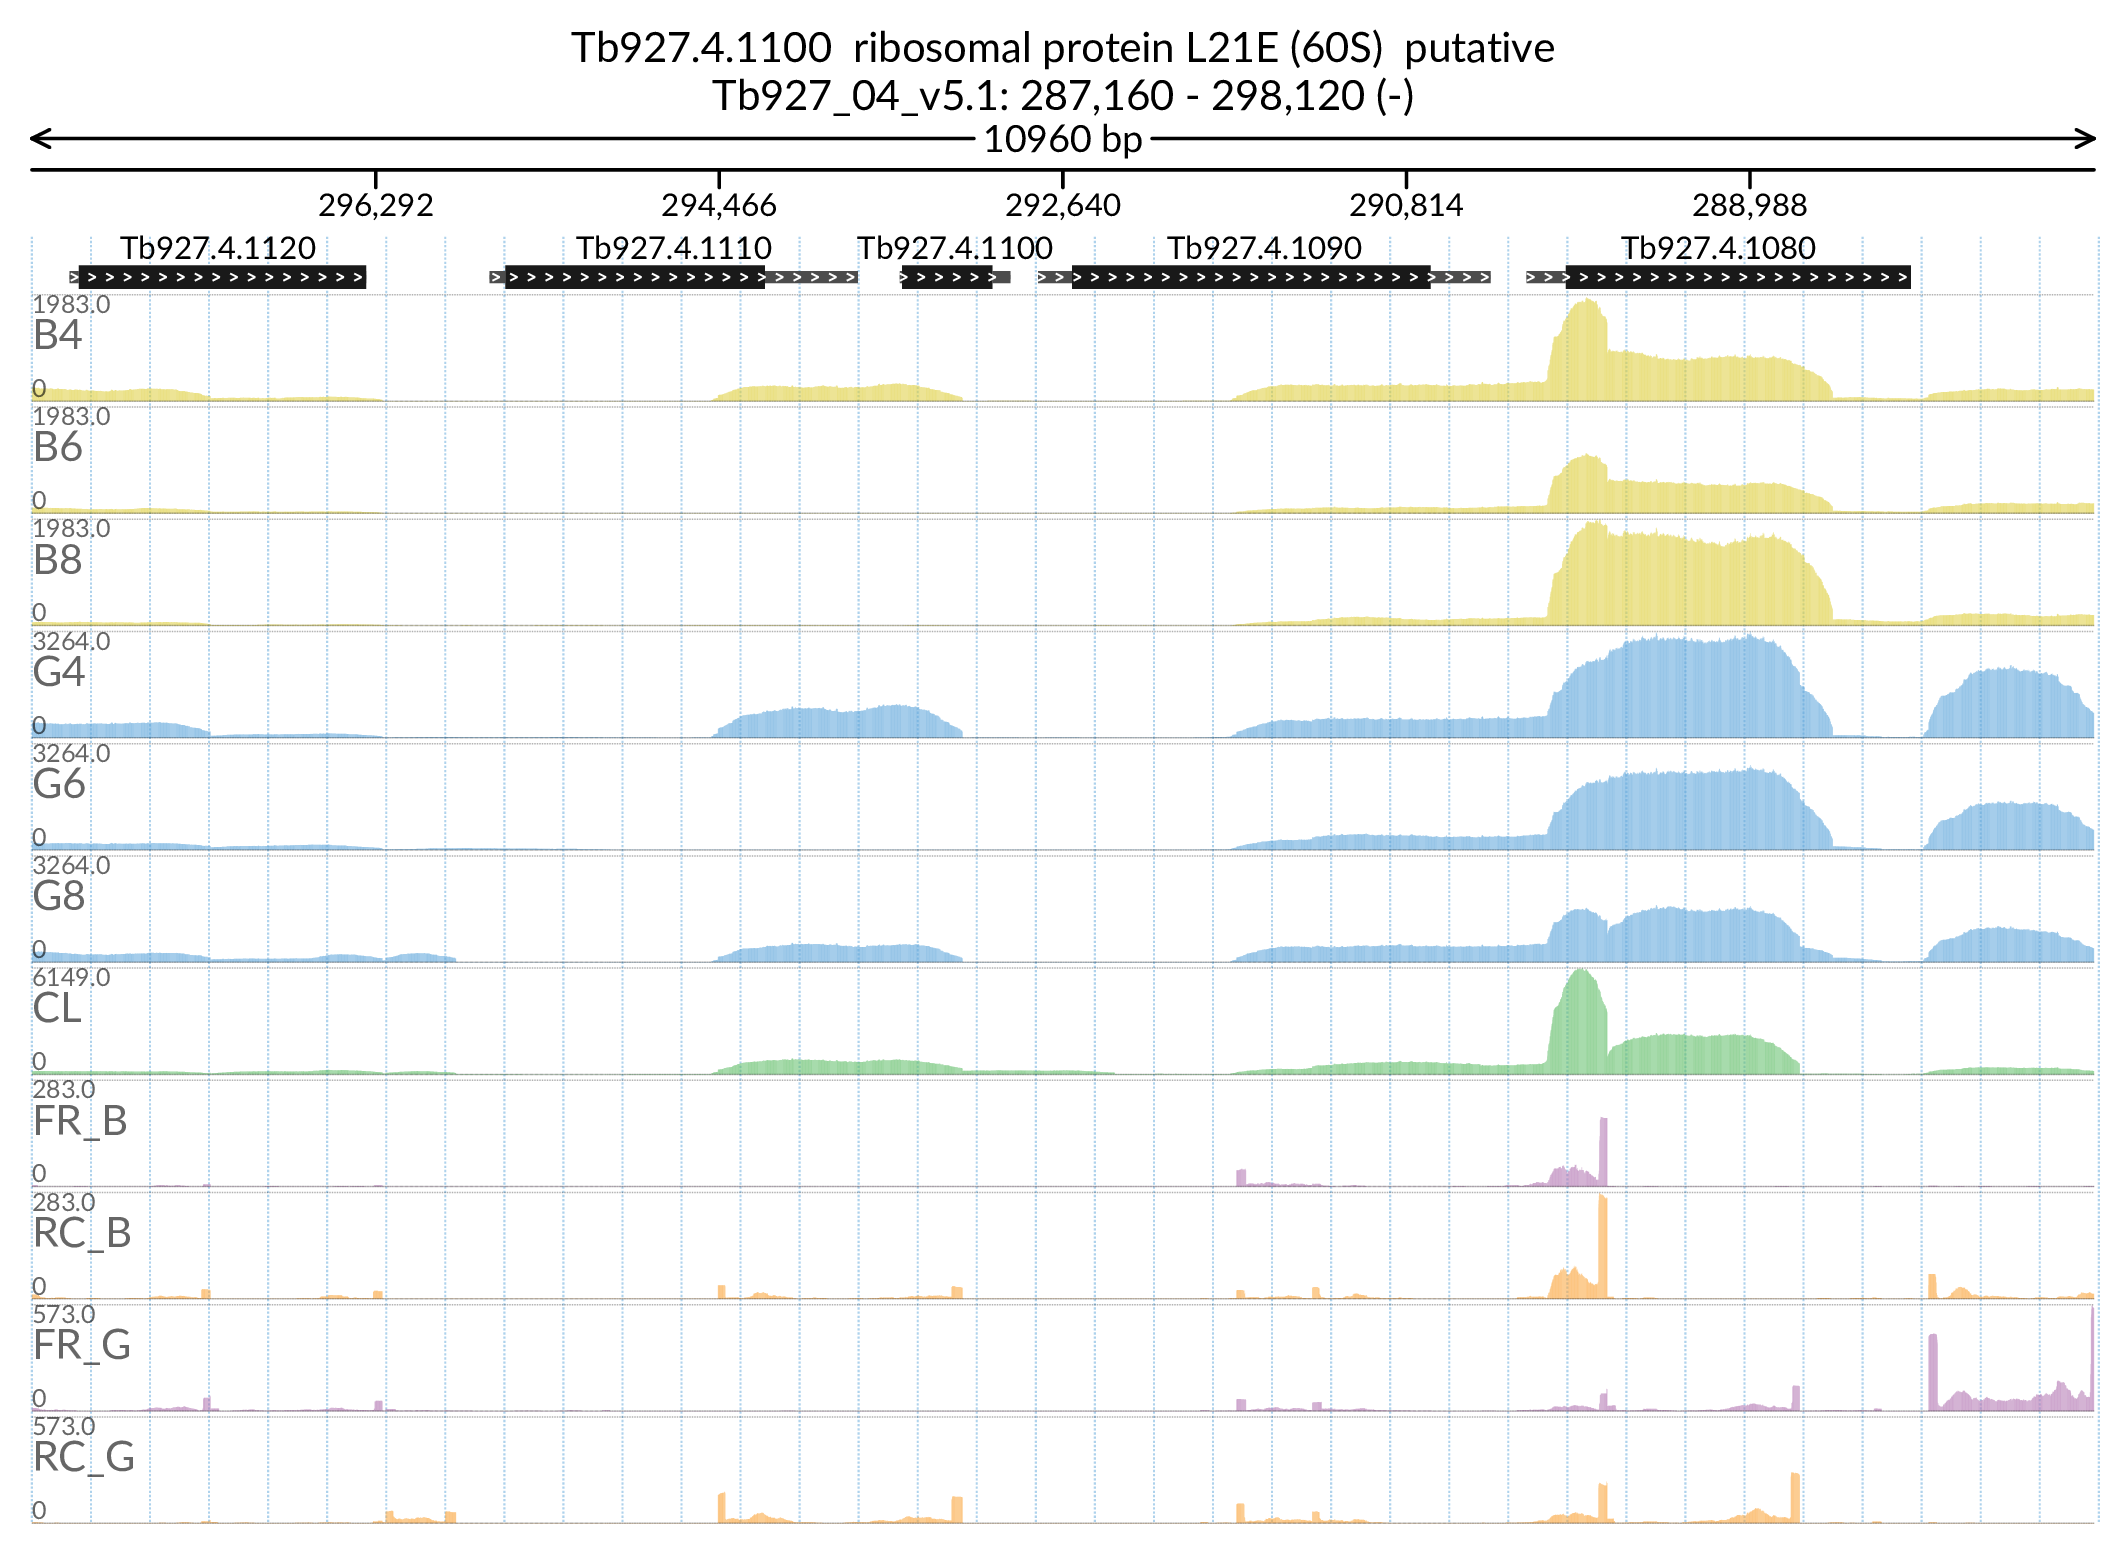 Tb927.4.1100 ribosomal protein L21E (60S) putative
Tb927_04_v5.1: 287,160 - 298,120 (-)
10960 bp
296,292 294,466 292,640 290,814 288,988
Tb927.4.1120 Tb927.4.1110 Tb927.4.1100 Tb927.4.1090 Tb927.4.1080
1983.0
B4
0
1983.0
B6
0
1983.0
B8
0
3264.0
G4
0
3264.0
G6
0
3264.0
G8
0
6149.0
CL
0
283.0
FR_B
0
283.0
RC_B
0
573.0
FR_G
0
573.0
RC_G
0